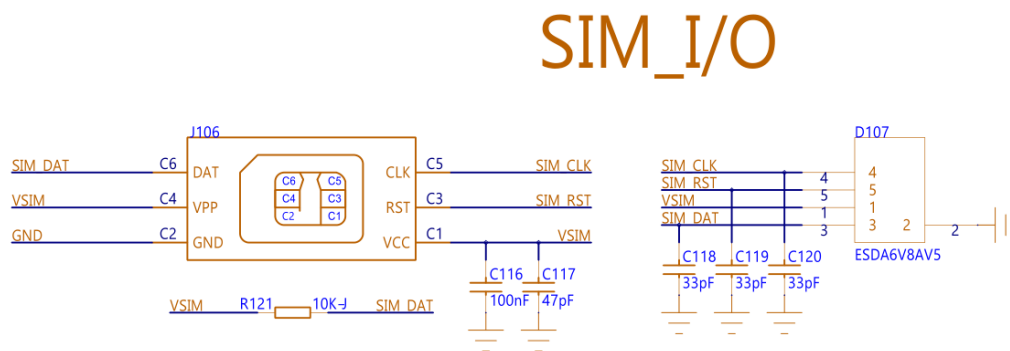 SIM_I/O
J106
D107
SIM_DAT C6 DAT CLK C5 SIM_CLK
VSIM C4 VPP RST C3 SIM_RST
GND C2 GND VCC C1 VSIM
C6 C5
C4 C3
C2 C1
SIM_CLK 4 4
SIM_RST 5 5
VSIM 1 1
SIM_DAT 3 3 2 2
ESDA6V8AV5
C116 C117
100nF 47pF
C118 C119 C120
33pF 33pF 33pF
VSIM R121 10K-J SIM_DAT